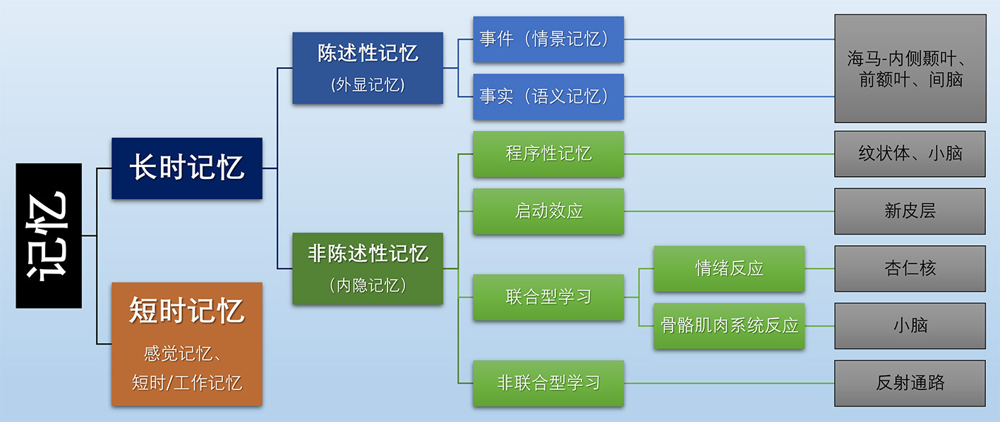 记忆
长时记忆
短时记忆
感觉记忆、
短时/工作记忆
陈述性记忆
(外显记忆)
非陈述性记忆
（内隐记忆）
事件（情景记忆）
事实（语义记忆）
程序性记忆
启动效应
联合型学习
非联合型学习
情绪反应
骨骼肌肉系统反应
海马-内侧颞叶、
前额叶、间脑
纹状体、小脑
新皮层
杏仁核
小脑
反射通路